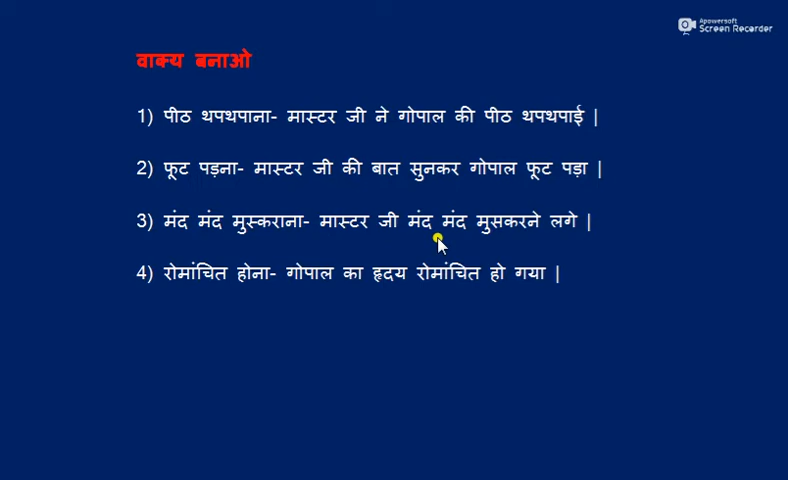 Apowersoft
Screen Recorder
वाक्य बनाओ
1) पीठ थपथपाना- मास्टर जी ने गोपाल की पीठ थपथपाई |
2) फूट पड़ना- मास्टर जी की बात सुनकर गोपाल फूट पड़ा |
3) मंद मंद मुस्कराना- मास्टर जी मंद मंद मुसकरने लगे |
4) रोमांचित होना- गोपाल का हृदय रोमांचित हो गया |